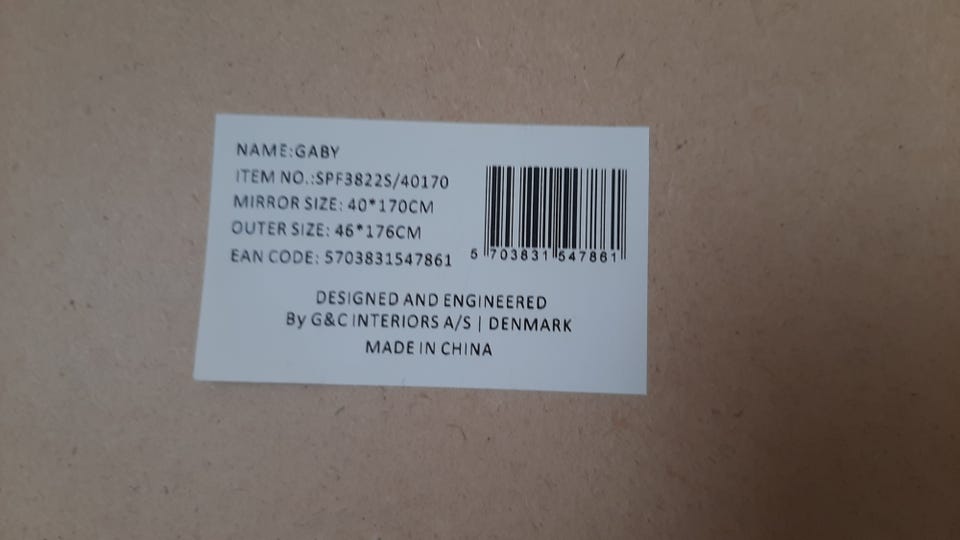 NAME:GABY
ITEM NO.:SPF3822S/40170
MIRROR SIZE: 40*170CM
OUTER SIZE: 46*176CM
EAN CODE: 5703831547861
5 703831 547861
DESIGNED AND ENGINEERED
By G&C INTERIORS A/S | DENMARK
MADE IN CHINA